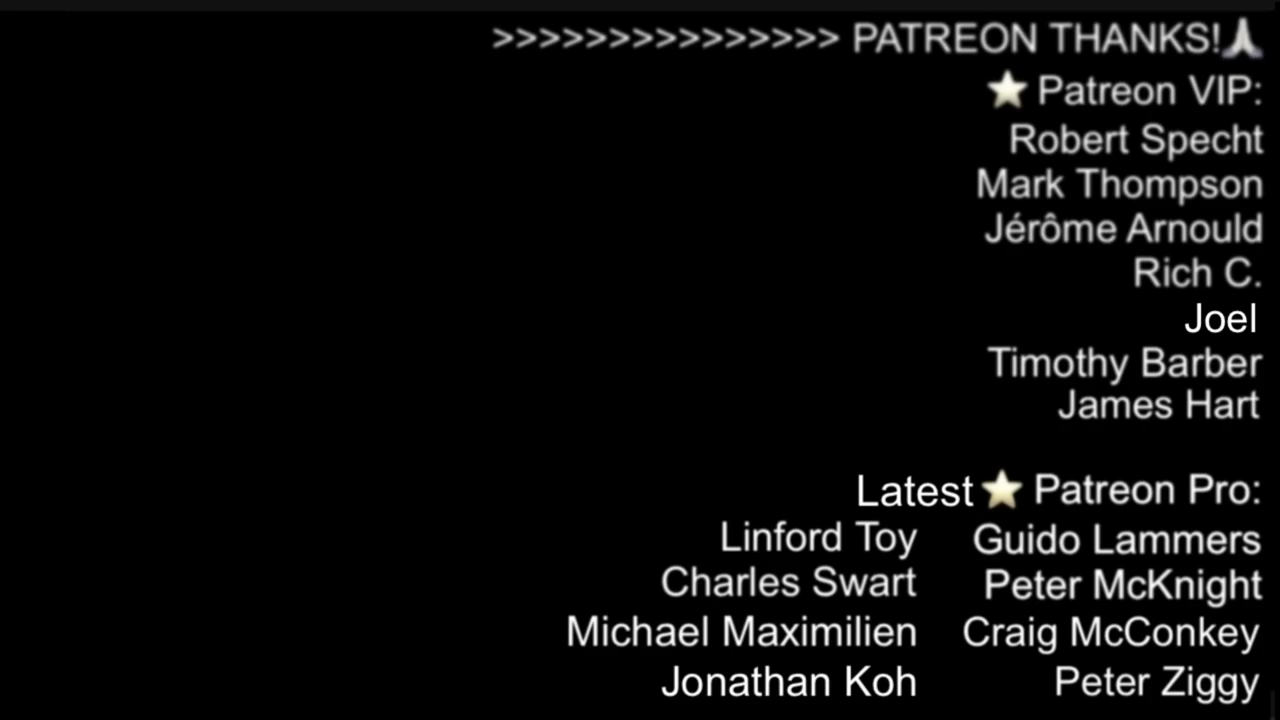 >>>>>>>>>>>>>>> PATREON THANKS!🙏
⭐ Patreon VIP:
Robert Specht
Mark Thompson
Jérôme Arnould
Rich C.
Joel
Timothy Barber
James Hart
Latest ⭐ Patreon Pro:
Linford Toy Guido Lammers
Charles Swart Peter McKnight
Michael Maximilien Craig McConkey
Jonathan Koh Peter Ziggy